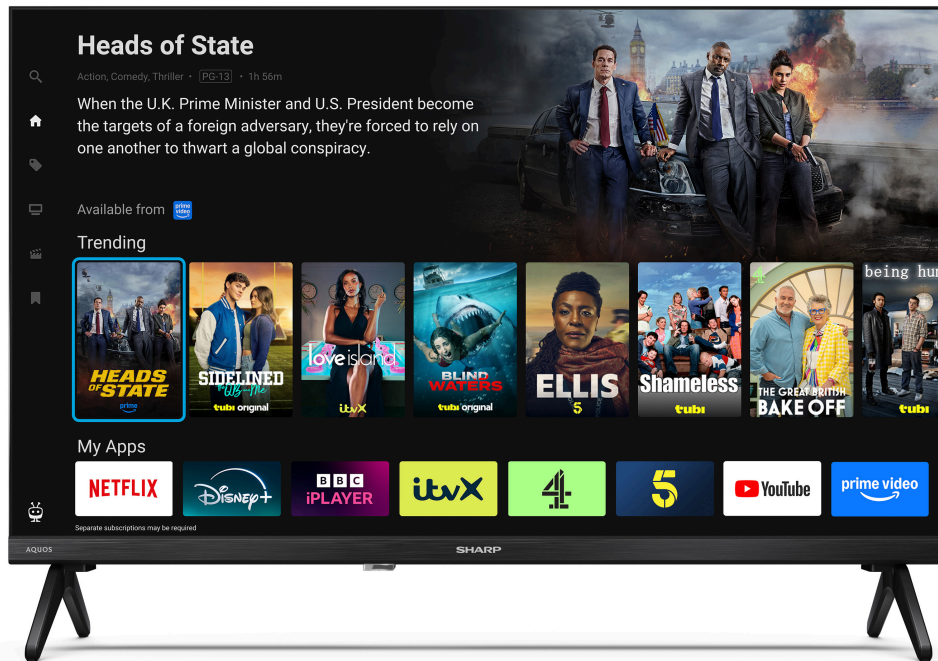 Heads of State
Action, Comedy, Thriller • PG-13 • 1h 56m
When the U.K. Prime Minister and U.S. President become
the targets of a foreign adversary, they're forced to rely on
one another to thwart a global conspiracy.
Available from prime video
Trending
HEADS
OF STATE
prime
SIDELINED
tubi original
love island
itvX
BLIND
WATERS
tubi original
ELLIS
5
Shameless
tubi
4
THE GREAT BRITISH
BAKE OFF
being hu
tubi
My Apps
NETFLIX
Disney+
BBC
iPLAYER
itvX
4
5
YouTube
prime video
Separate subscriptions may be required
AQUOS
SHARP